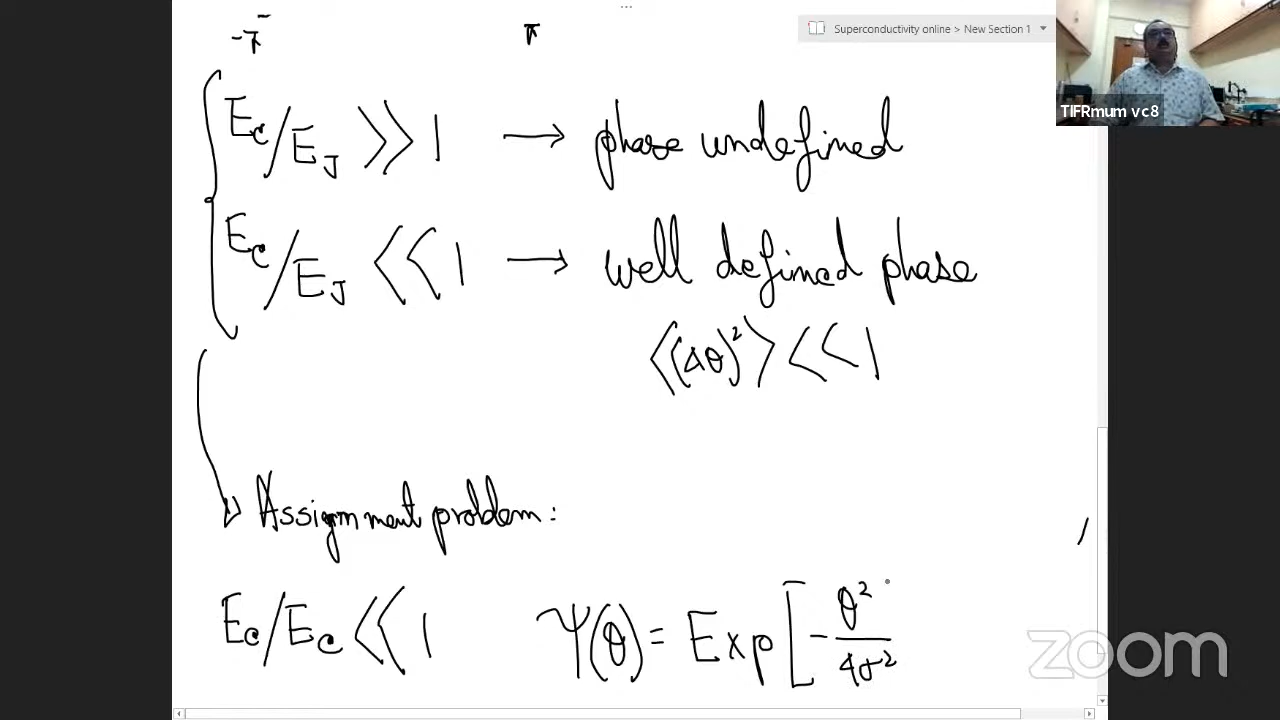 -π π
Superconductivity online > New Section 1
TIFRmum vc8
Ec/EJ >> 1 → phase undefined
Ec/EJ << 1 → well defined phase
⟨(Δθ)²⟩ << 1
Assignment problem:
Ec/Ec << 1 Ψ(θ) = Exp[-θ²/4σ²
zoom